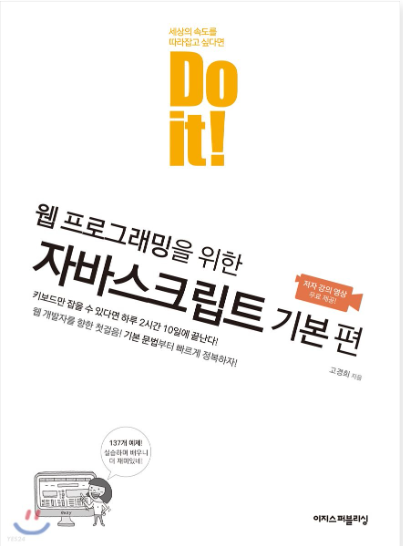 세상의 속도를
따라잡고 싶다면
Do
it!
웹 프로그래밍을 위한
자바스크립트 기본 편
저자 강의 영상
무료 제공!
키보드만 잡을 수 있다면 하루 2시간 10일에 끝난다!
웹 개발자를 향한 첫걸음! 기본 문법부터 빠르게 정복하자!
고경희 지음
137개 예제!
실습하며 배우니
더 재미있네!
이지스퍼블리싱
YES24